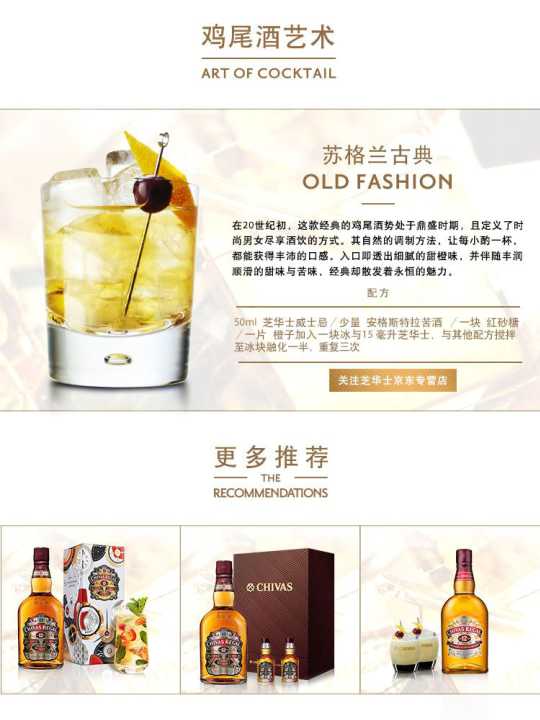 鸡尾酒艺术
ART OF COCKTAIL
苏格兰古典
OLD FASHION
在20世纪初，这款经典的鸡尾酒势处于鼎盛时期，且定义了时
尚男女尽享酒饮的方式。其自然的调制方法，让每小酌一杯，
都能获得丰沛的口感。入口即透出细腻的甜橙味，并伴随丰润
顺滑的甜味与苦味，经典却散发着永恒的魅力。
配方
50ml 芝华士威士忌／少量 安格斯特拉苦酒 ／一块 红砂糖
／一片 橙子加入一块冰与15 毫升芝华士、与其他配方搅拌
至冰块融化一半，重复三次
关注芝华士京东专营店
更多推荐
THE
RECOMMENDATIONS
CHIVAS REGAL
12
CHIVAS
CHIVAS REGAL
12
CHIVAS REGAL
12